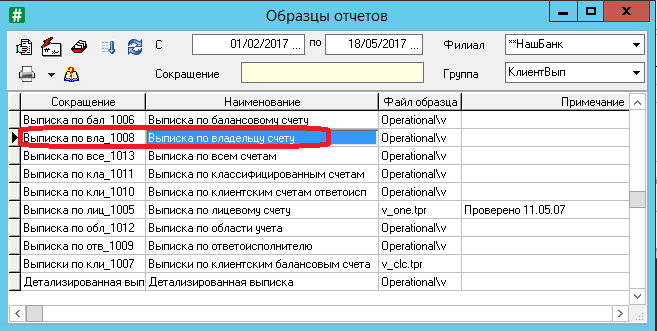 Образцы отчетов
С 01/02/2017 ... по 18/05/2017 ... Филиал **НашБанк
Сокращение Группа КлиентВып
Сокращение Наименование Файл образца Примечание
Выписка по бал_1006 Выписка по балансовому счету Operational\v
Выписка по вла_1008 Выписка по владельцу счету Operational\v
Выписка по все_1013 Выписка по всем счетам Operational\v
Выписка по кла_1011 Выписка по классифицированным счетам Operational\v
Выписка по кли_1010 Выписка по клиентским счетам ответоисп Operational\v
Выписка по лиц_1005 Выписка по лицевому счету v_one.tpr Проверено 11.05.07
Выписка по обл_1012 Выписка по области учета Operational\v
Выписка по отв_1009 Выписка по ответоисполнителю Operational\v
Выписки по кли_1007 Выписки по клиентским балансовым счета v_clc.tpr
Детализированная вып Детализированная выписка Operational\v